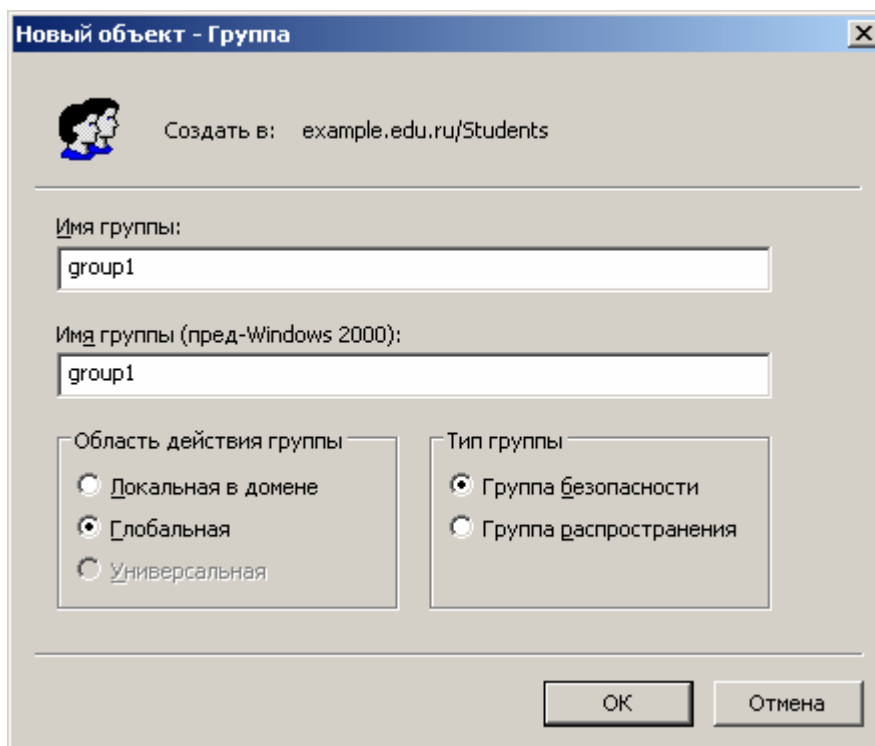 Новый объект - Группа
Создать в: example.edu.ru/Students
Имя группы:
group1
Имя группы (пред-Windows 2000):
group1
Область действия группы
Локальная в домене
Глобальная
Универсальная
Тип группы
Группа безопасности
Группа распространения
ОК
Отмена